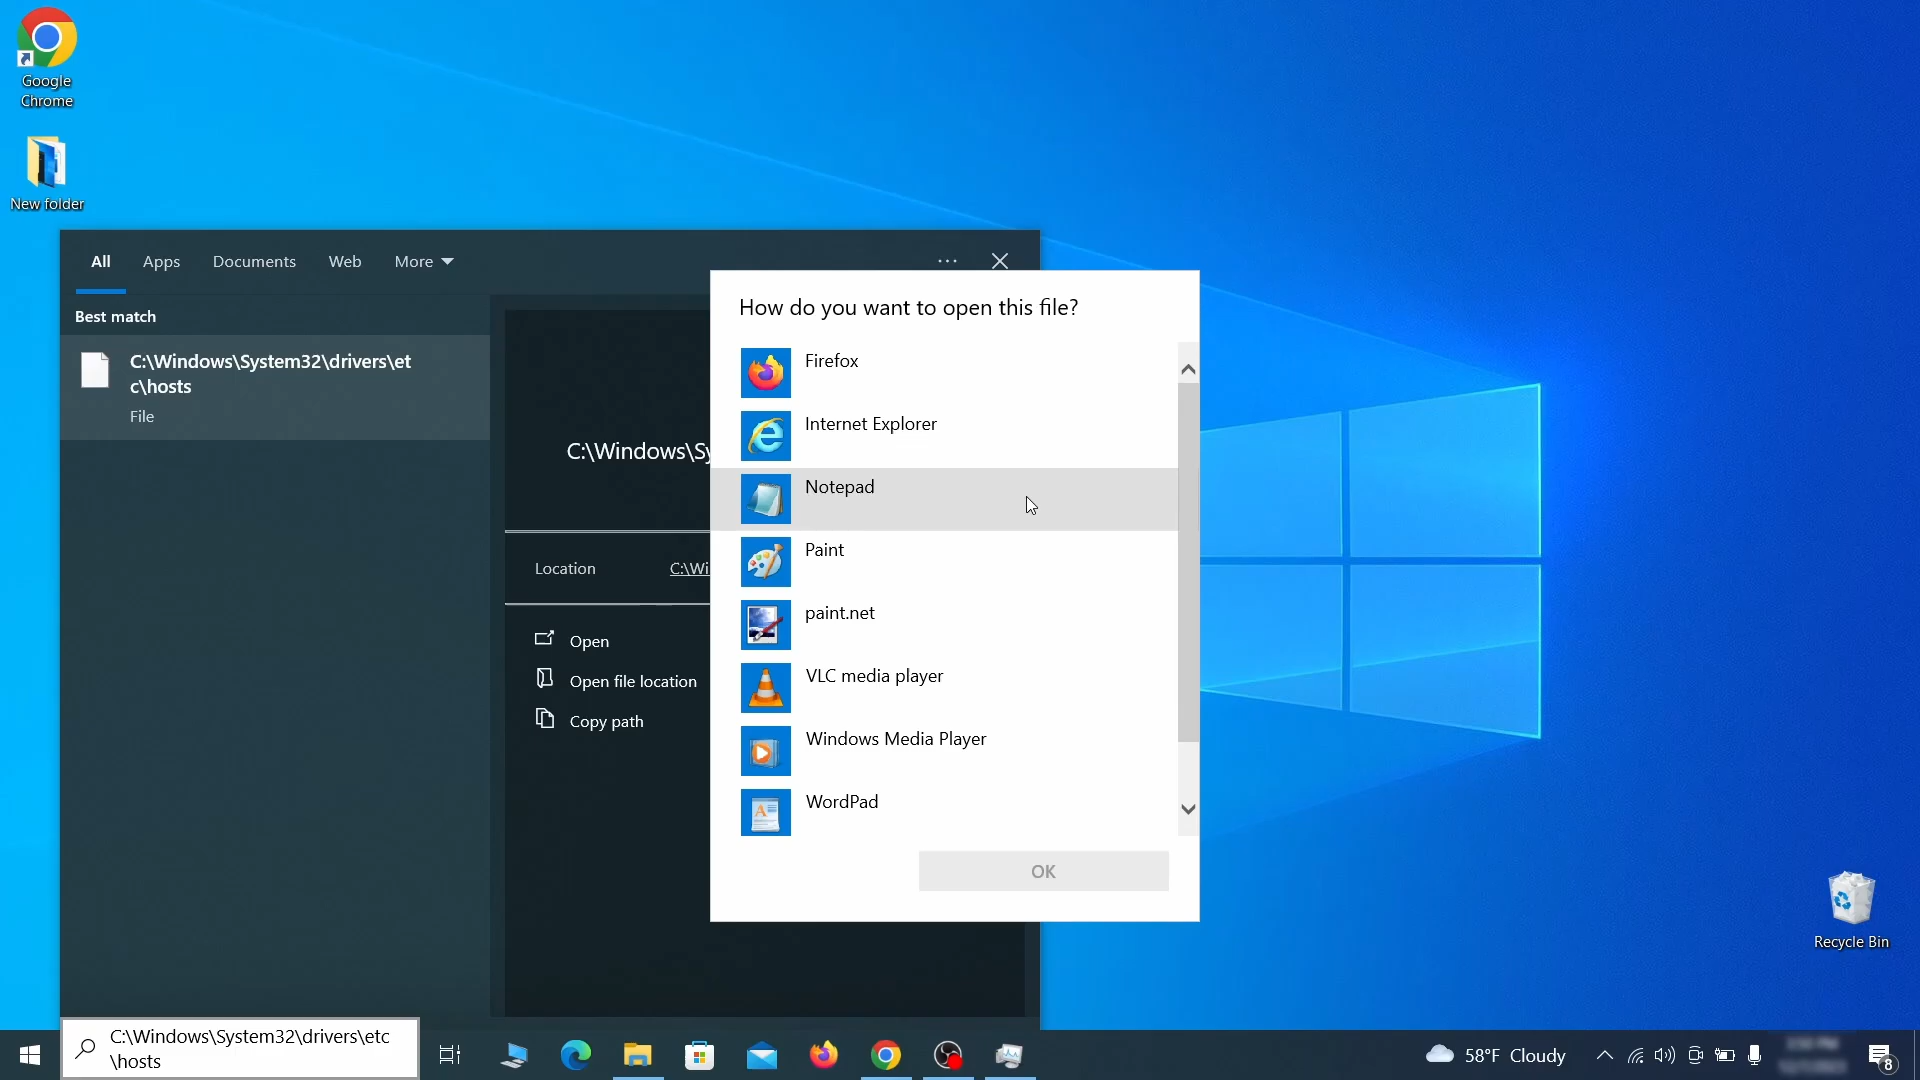 Google
Chrome
New folder
All
Apps
Documents
Web
More
Best match
C:\Windows\System32\drivers\et
c\hosts
File
C:\Windows\Sy
Location
C:\Wi
Open
Open file location
Copy path
How do you want to open this file?
Firefox
Internet Explorer
Notepad
Paint
paint.net
VLC media player
Windows Media Player
WordPad
OK
Recycle Bin
C:\Windows\System32\drivers\etc
\hosts
58°F Cloudy
8